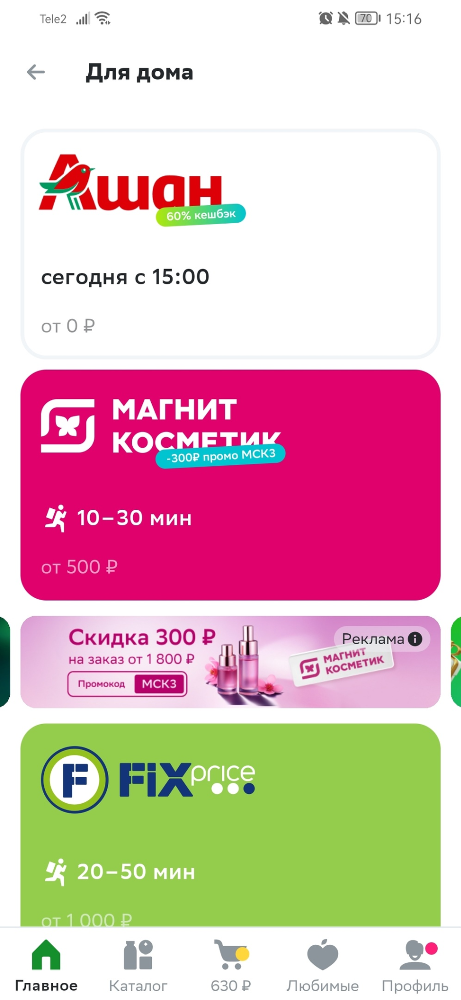 Tele2 70 15:16
Для дома
Ашан
60% кешбэк
сегодня с 15:00
от 0 ₽
МАГНИТ
КОСМЕТИК
-300₽ промо МСК3
10–30 мин
от 500 ₽
Скидка 300 ₽
на заказ от 1 800 ₽
Промокод МСК3
Реклама
МАГНИТ
КОСМЕТИК
F FiX price
20–50 мин
от 1 000 ₽
Главное Каталог 630 ₽ Любимые Профиль